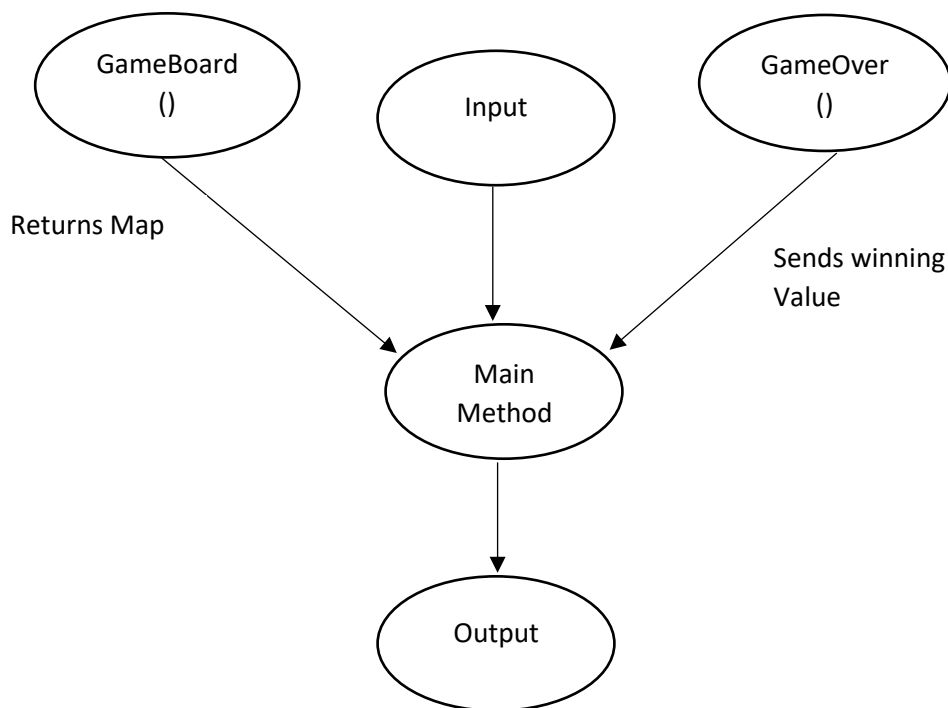 GameBoard
()
Input
GameOver
()
Returns Map
Sends winning
Value
Main
Method
Output